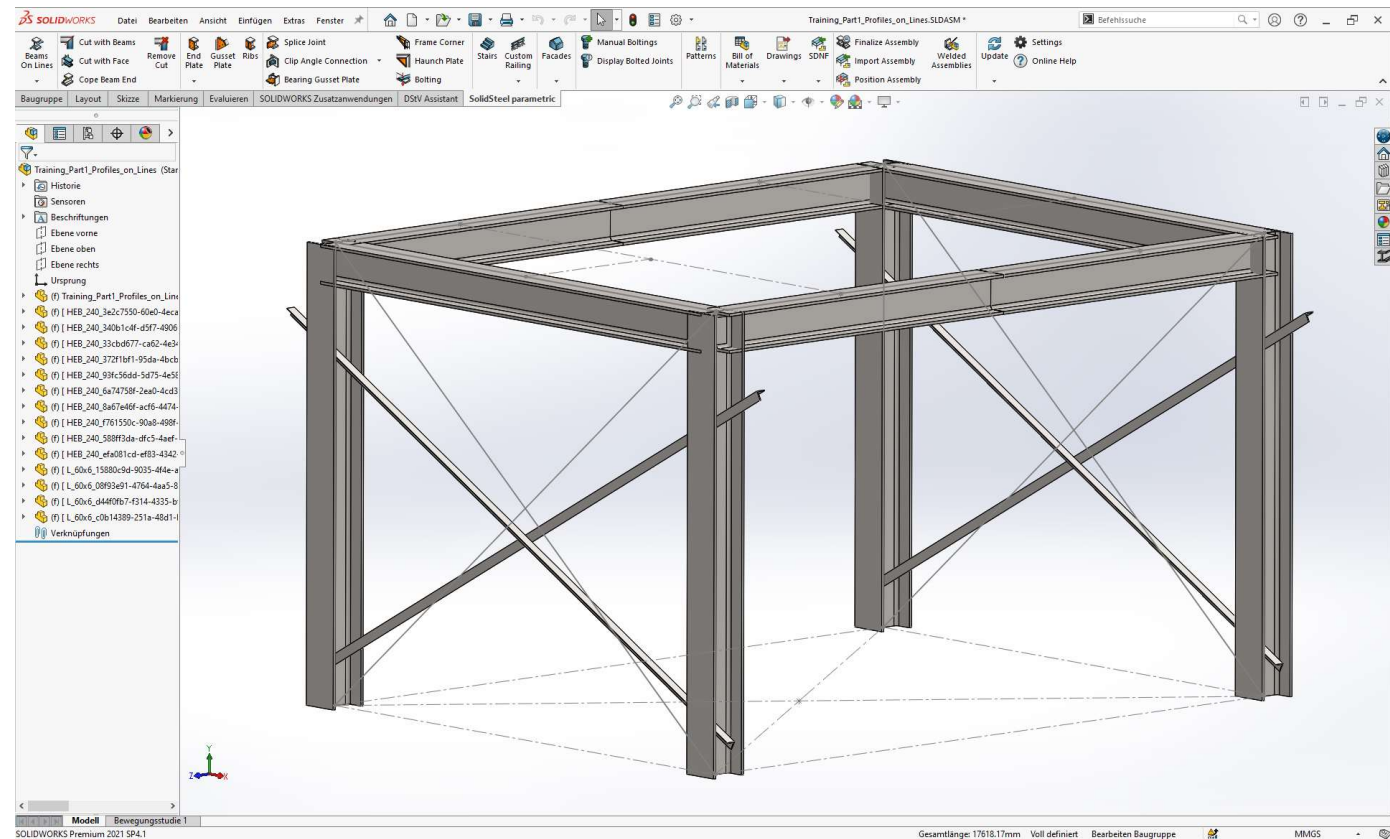 SOLIDWORKS Datei Bearbeiten Ansicht Einfügen Extras Fenster Training_Part1_Profiles_on_Lines.SLDASM * Befehlssuche
Beams On Lines
Cut with Beams
Cut with Face
Cope Beam End
Remove Cut
End Plate
Gusset Plate
Ribs
Splice Joint
Clip Angle Connection
Bearing Gusset Plate
Frame Corner
Haunch Plate
Bolting
Stairs
Custom Railing
Facades
Manual Boltings
Display Bolted Joints
Patterns
Bill of Materials
Drawings
SDNF
Finalize Assembly
Import Assembly
Position Assembly
Welded Assemblies
Update
Settings
Online Help
Baugruppe Layout Skizze Markierung Evaluieren SOLIDWORKS Zusatzanwendungen DStV Assistant SolidSteel parametric
Training_Part1_Profiles_on_Lines (Star
Historie
Sensoren
Beschriftungen
Ebene vorne
Ebene oben
Ebene rechts
Ursprung
(f) Training_Part1_Profiles_on_Line
(f) [ HEB_240_3e2c7550-60e0-4eca
(f) [ HEB_240_340b1c4f-d5f7-4906
(f) [ HEB_240_33cbd677-ca62-4e34
(f) [ HEB_240_372f1bf1-95da-4bcb
(f) [ HEB_240_93fc56dd-5d75-4e58
(f) [ HEB_240_6a74758f-2ea0-4cd3
(f) [ HEB_240_8a67e46f-acf6-4474-
(f) [ HEB_240_f761550c-90a8-498f-
(f) [ HEB_240_588ff3da-dfc5-4aef-
(f) [ HEB_240_efa081cd-ef83-4342-
(f) [ L_60x6_15880c9d-9035-4f4e-a
(f) [ L_60x6_08f93e91-4764-4aa5-8
(f) [ L_60x6_d44f0fb7-f314-4335-b
(f) [ L_60x6_c0b14389-251a-48d1-
Verknüpfungen
Y
Z X
Modell Bewegungsstudie 1
SOLIDWORKS Premium 2021 SP4.1 Gesamtlänge: 17618.17mm Voll definiert Bearbeiten Baugruppe MMGS